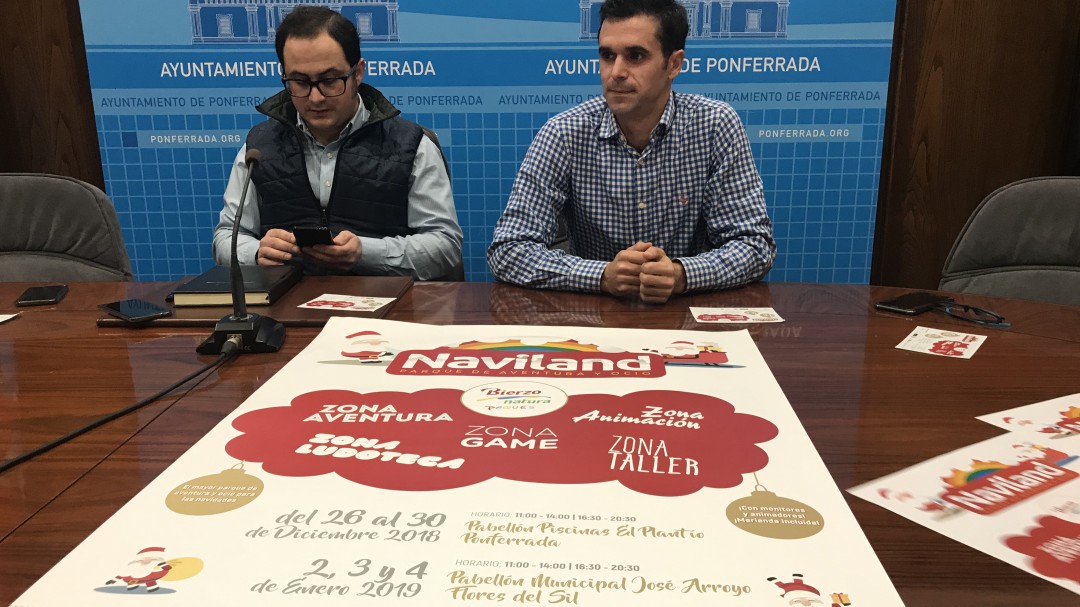 AYUNTAMIENTO DE PONFERRADA
AYUNTAMIENTO DE PONFERRADA
AYUNTAMIENTO DE PONFERRADA
AYUNTAMIENTO DE PONFERRADA
PONFERRADA.ORG
PONFERRADA.ORG
Naviland
PARQUE DE AVENTURA Y OCIO
Bierzo
natura
PEQUES
ZONA
AVENTURA
ZONA
GAME
Zona
Animación
ZONA
LUDOTECA
ZONA
TALLER
El mayor parque de
aventura y ocio para
las navidades
¡Con monitores
y animadores!
¡Merienda incluida!
del 26 al 30
de Diciembre 2018
HORARIO: 11:00 - 14:00 | 16:30 - 20:30
Pabellón Piscinas El Plantío
Ponferrada
2, 3 y 4
de Enero 2019
HORARIO: 11:00 - 14:00 | 16:30 - 20:30
Pabellón Municipal José Arroyo
Flores del Sil
Naviland